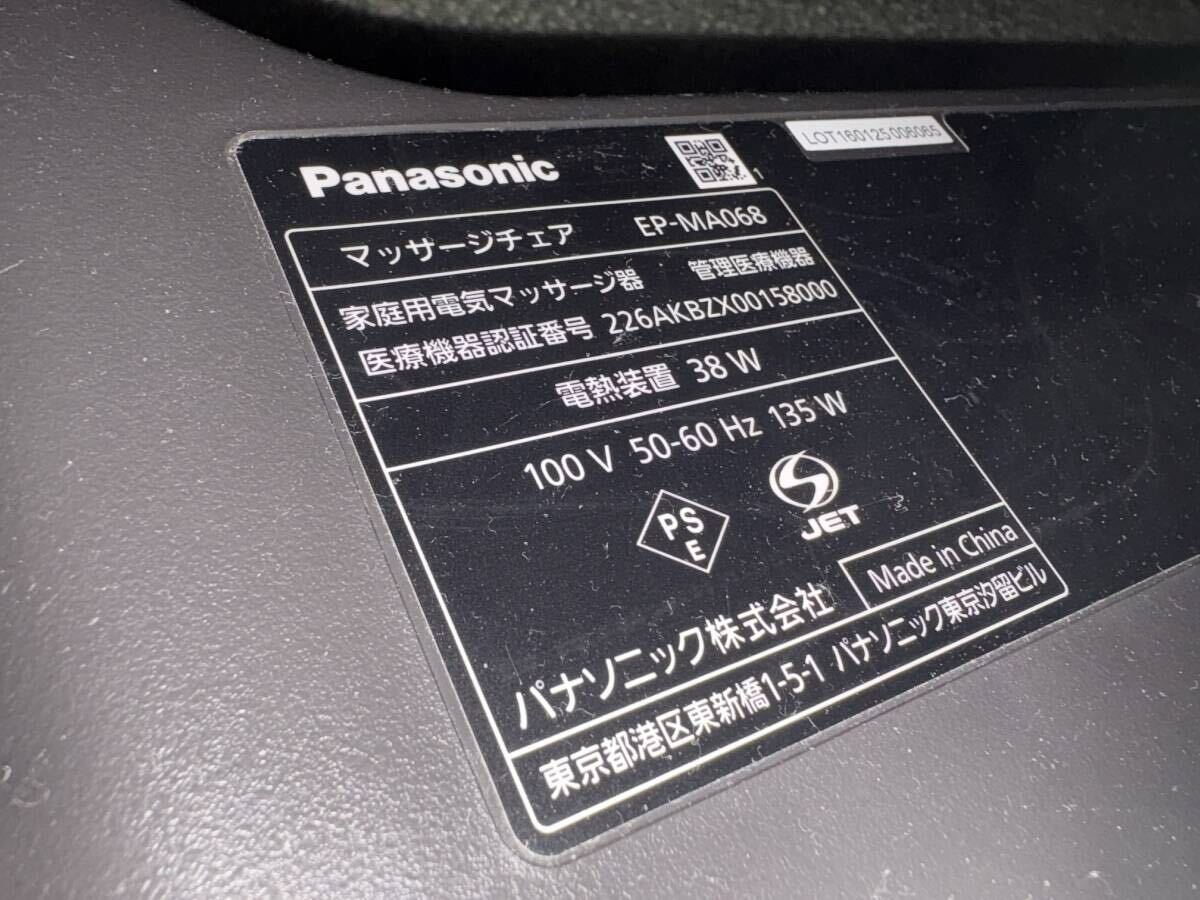 LOT160125006065
Panasonic
1
マッサージチェア EP-MA068
家庭用電気マッサージ器 管理医療機器
医療機器認証番号 226AKBZX00158000
電熱装置 38 W
100 V 50-60 Hz 135 W
PS
E
JET
パナソニック株式会社
Made in China
東京都港区東新橋1-5-1 パナソニック東京汐留ビル